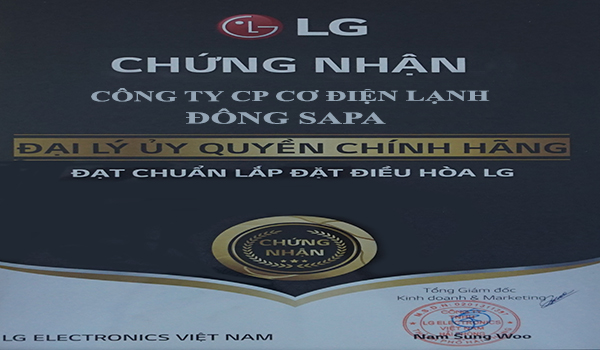 LG
CHỨNG NHẬN
CÔNG TY CP CƠ ĐIỆN LẠNH
ĐÔNG SAPA
ĐẠI LÝ ỦY QUYỀN CHÍNH HÃNG
ĐẠT CHUẨN LẮP ĐẶT ĐIỀU HÒA LG
CHỨNG
NHẬN
Tổng Giám đốc
Kinh doanh & Marketing
LG ELECTRONICS
Nam Sung Woo
LG ELECTRONICS VIỆT NAM